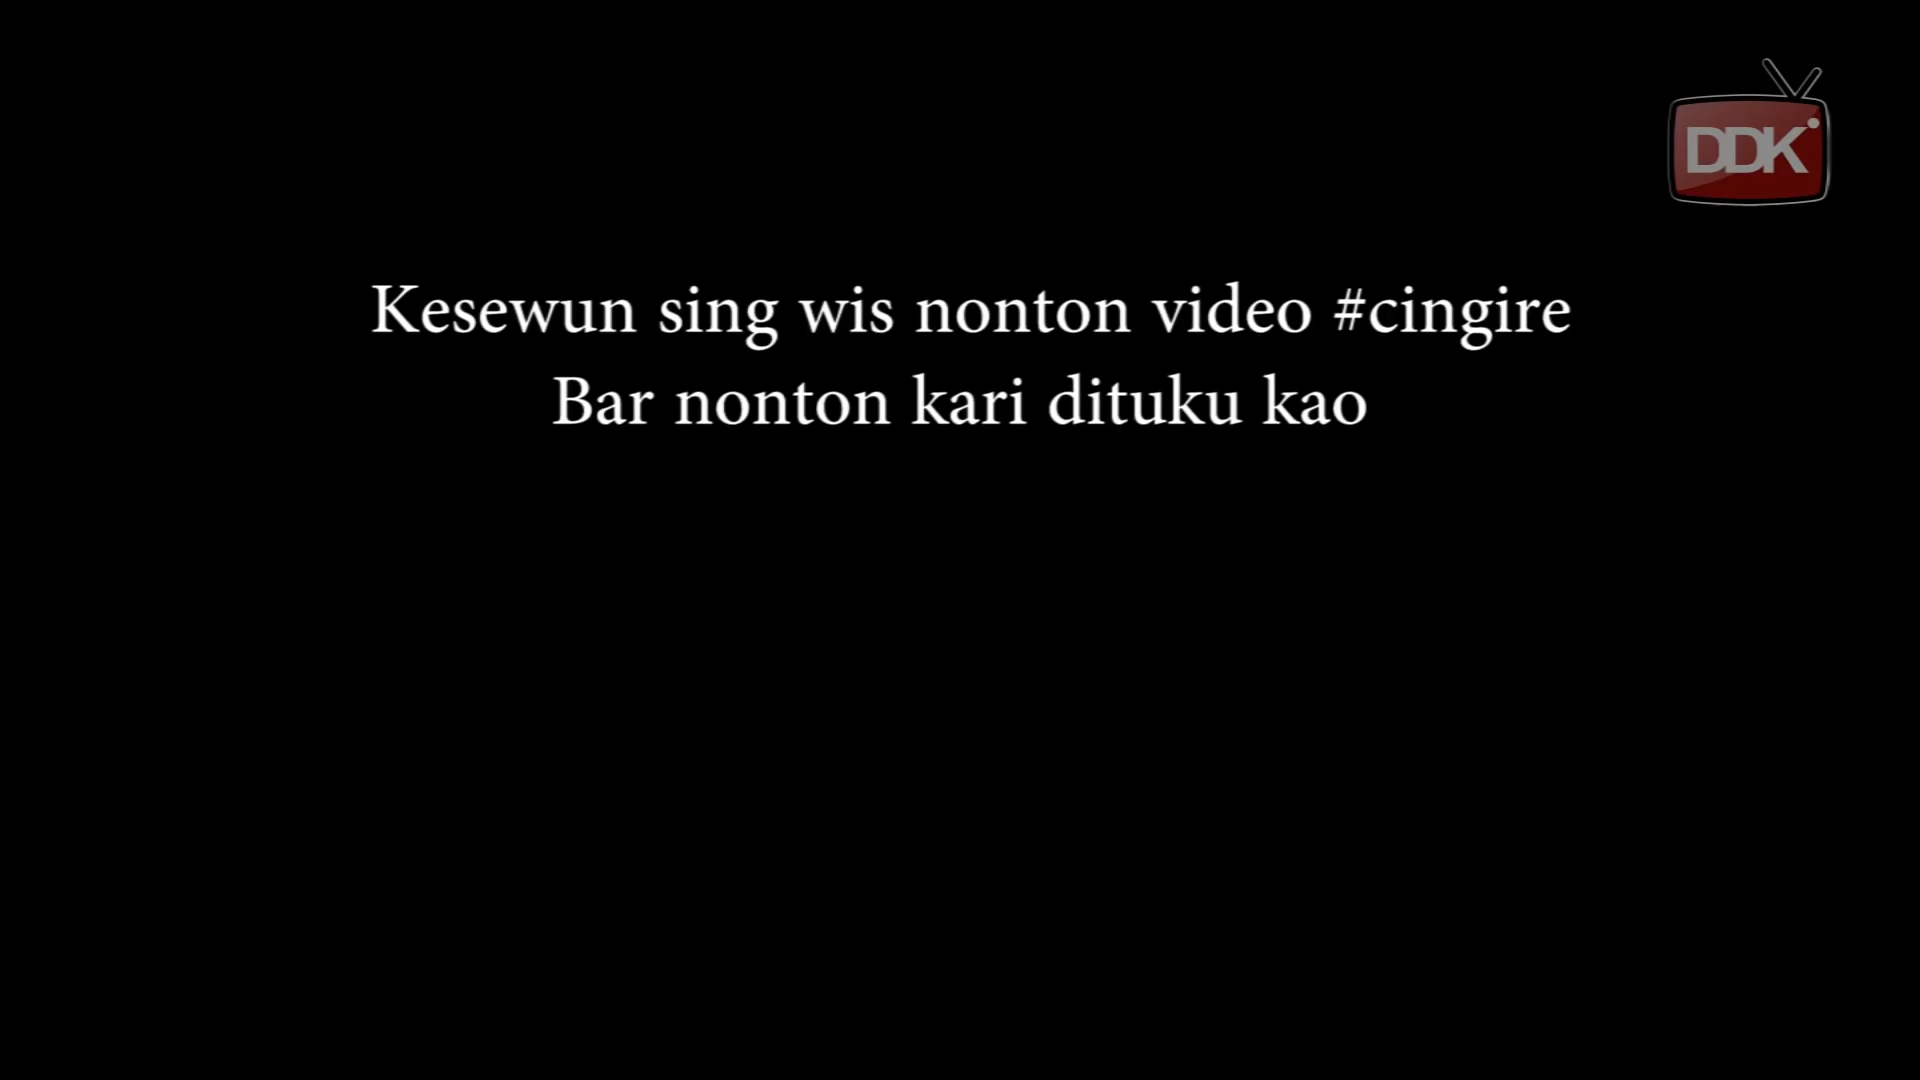 DDK
Kesewun sing wis nonton video #cingire
Bar nonton kari dituku kao